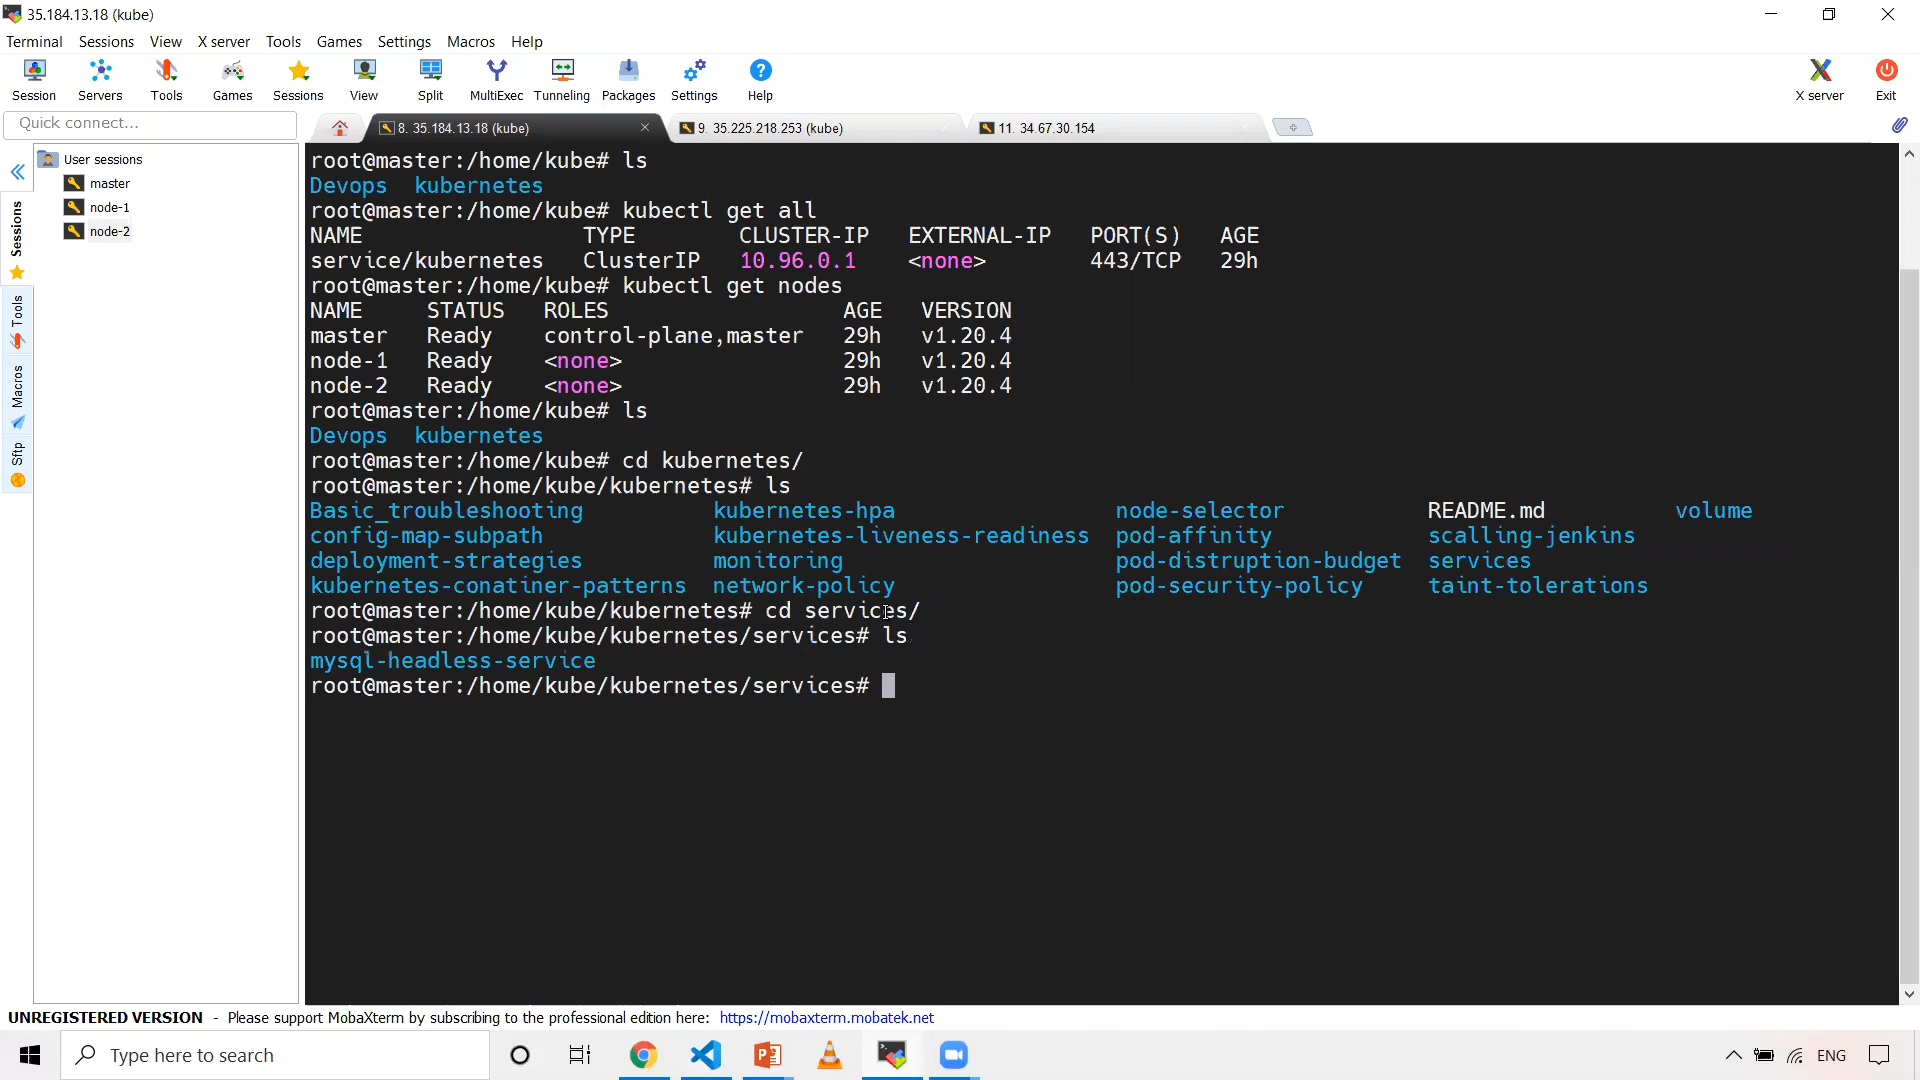 35.184.13.18 (kube)
Terminal Sessions View X server Tools Games Settings Macros Help
Session Servers Tools Games Sessions View Split MultiExec Tunneling Packages Settings Help X server Exit
Quick connect...
8. 35.184.13.18 (kube) 9. 35.225.218.253 (kube) 11. 34.67.30.154
User sessions
master
node-1
node-2
Sessions
Tools
Macros
Sftp
root@master:/home/kube# ls
Devops kubernetes
root@master:/home/kube# kubectl get all
NAME TYPE CLUSTER-IP EXTERNAL-IP PORT(S) AGE
service/kubernetes ClusterIP 10.96.0.1 <none> 443/TCP 29h
root@master:/home/kube# kubectl get nodes
NAME STATUS ROLES AGE VERSION
master Ready control-plane,master 29h v1.20.4
node-1 Ready <none> 29h v1.20.4
node-2 Ready <none> 29h v1.20.4
root@master:/home/kube# ls
Devops kubernetes
root@master:/home/kube# cd kubernetes/
root@master:/home/kube/kubernetes# ls
Basic_troubleshooting kubernetes-hpa node-selector README.md volume
config-map-subpath kubernetes-liveness-readiness pod-affinity scalling-jenkins
deployment-strategies monitoring pod-distruption-budget services
kubernetes-conatiner-patterns network-policy pod-security-policy taint-tolerations
root@master:/home/kube/kubernetes# cd services/
root@master:/home/kube/kubernetes/services# ls
mysql-headless-service
root@master:/home/kube/kubernetes/services#
UNREGISTERED VERSION - Please support MobaXterm by subscribing to the professional edition here: https://mobaxterm.mobatek.net
Type here to search
ENG